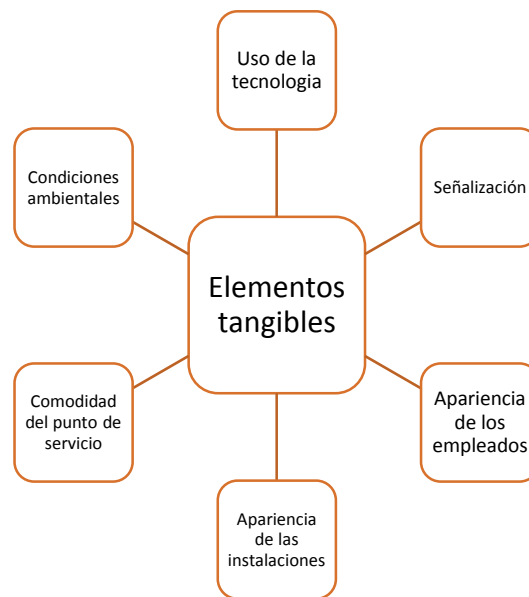 Uso de la
tecnologia
Condiciones
ambientales
Señalización
Elementos
tangibles
Comodidad
del punto de
servicio
Apariencia
de los
empleados
Apariencia
de las
instalaciones